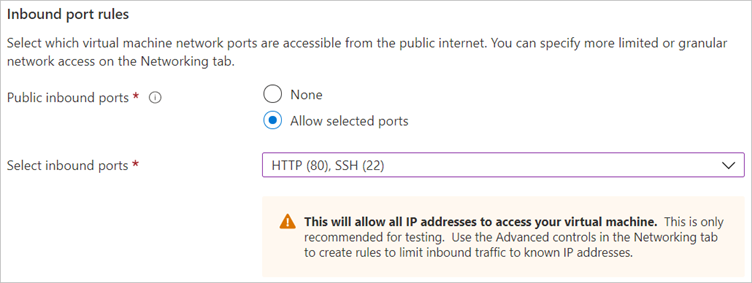 Inbound port rules
Select which virtual machine network ports are accessible from the public internet. You can specify more limited or granular
network access on the Networking tab.
Public inbound ports *
None
Allow selected ports
Select inbound ports *
HTTP (80), SSH (22)
This will allow all IP addresses to access your virtual machine. This is only
recommended for testing. Use the Advanced controls in the Networking tab
to create rules to limit inbound traffic to known IP addresses.